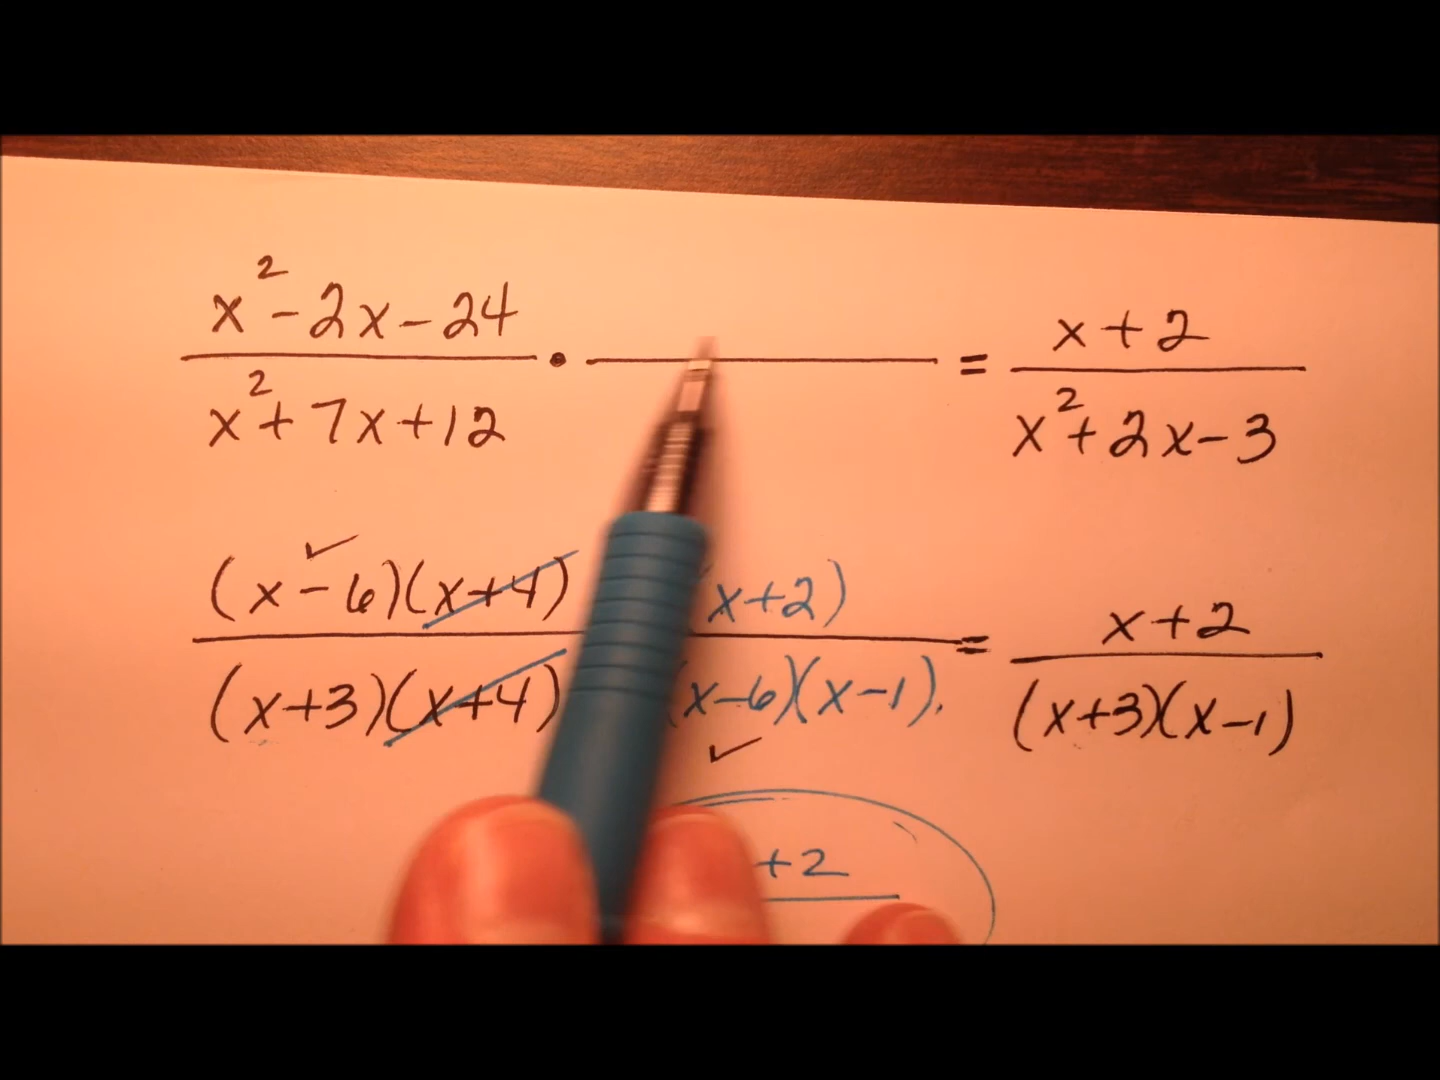 x² - 2x - 24
——— · ——— = x + 2
x² + 7x + 12 x² + 2x - 3
(x - 6)(x + 4) x + 2) = x + 2
(x + 3)(x + 4) (x - 6)(x - 1). (x + 3)(x - 1)
+ 2